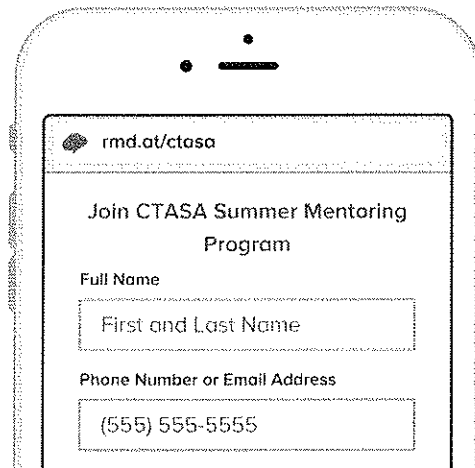 rmd.at/ctasa
Join CTASA Summer Mentoring
Program
Full Name
First and Last Name
Phone Number or Email Address
(555) 555-5555